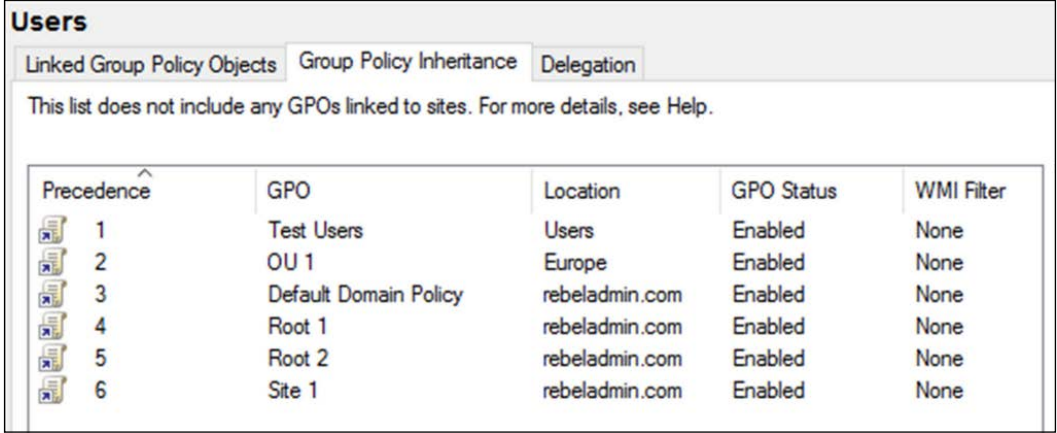 Users
Linked Group Policy Objects Group Policy Inheritance Delegation
This list does not include any GPOs linked to sites. For more details, see Help.
Precedence GPO Location GPO Status WMI Filter
1 Test Users Users Enabled None
2 OU 1 Europe Enabled None
3 Default Domain Policy rebeladmin.com Enabled None
4 Root 1 rebeladmin.com Enabled None
5 Root 2 rebeladmin.com Enabled None
6 Site 1 rebeladmin.com Enabled None